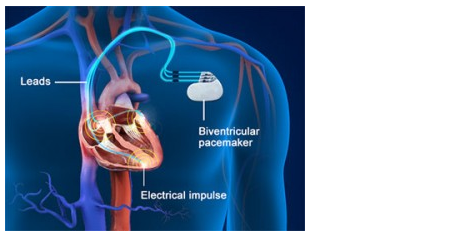 Leads
Biventricular
pacemaker
Electrical impulse